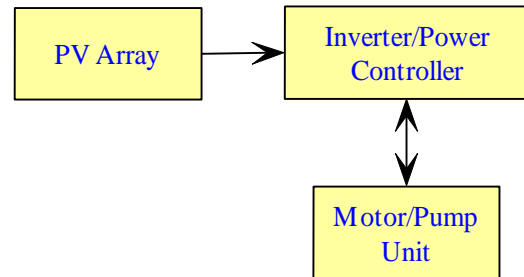 PV Array
Inverter/Power
Controller
Motor/Pump
Unit